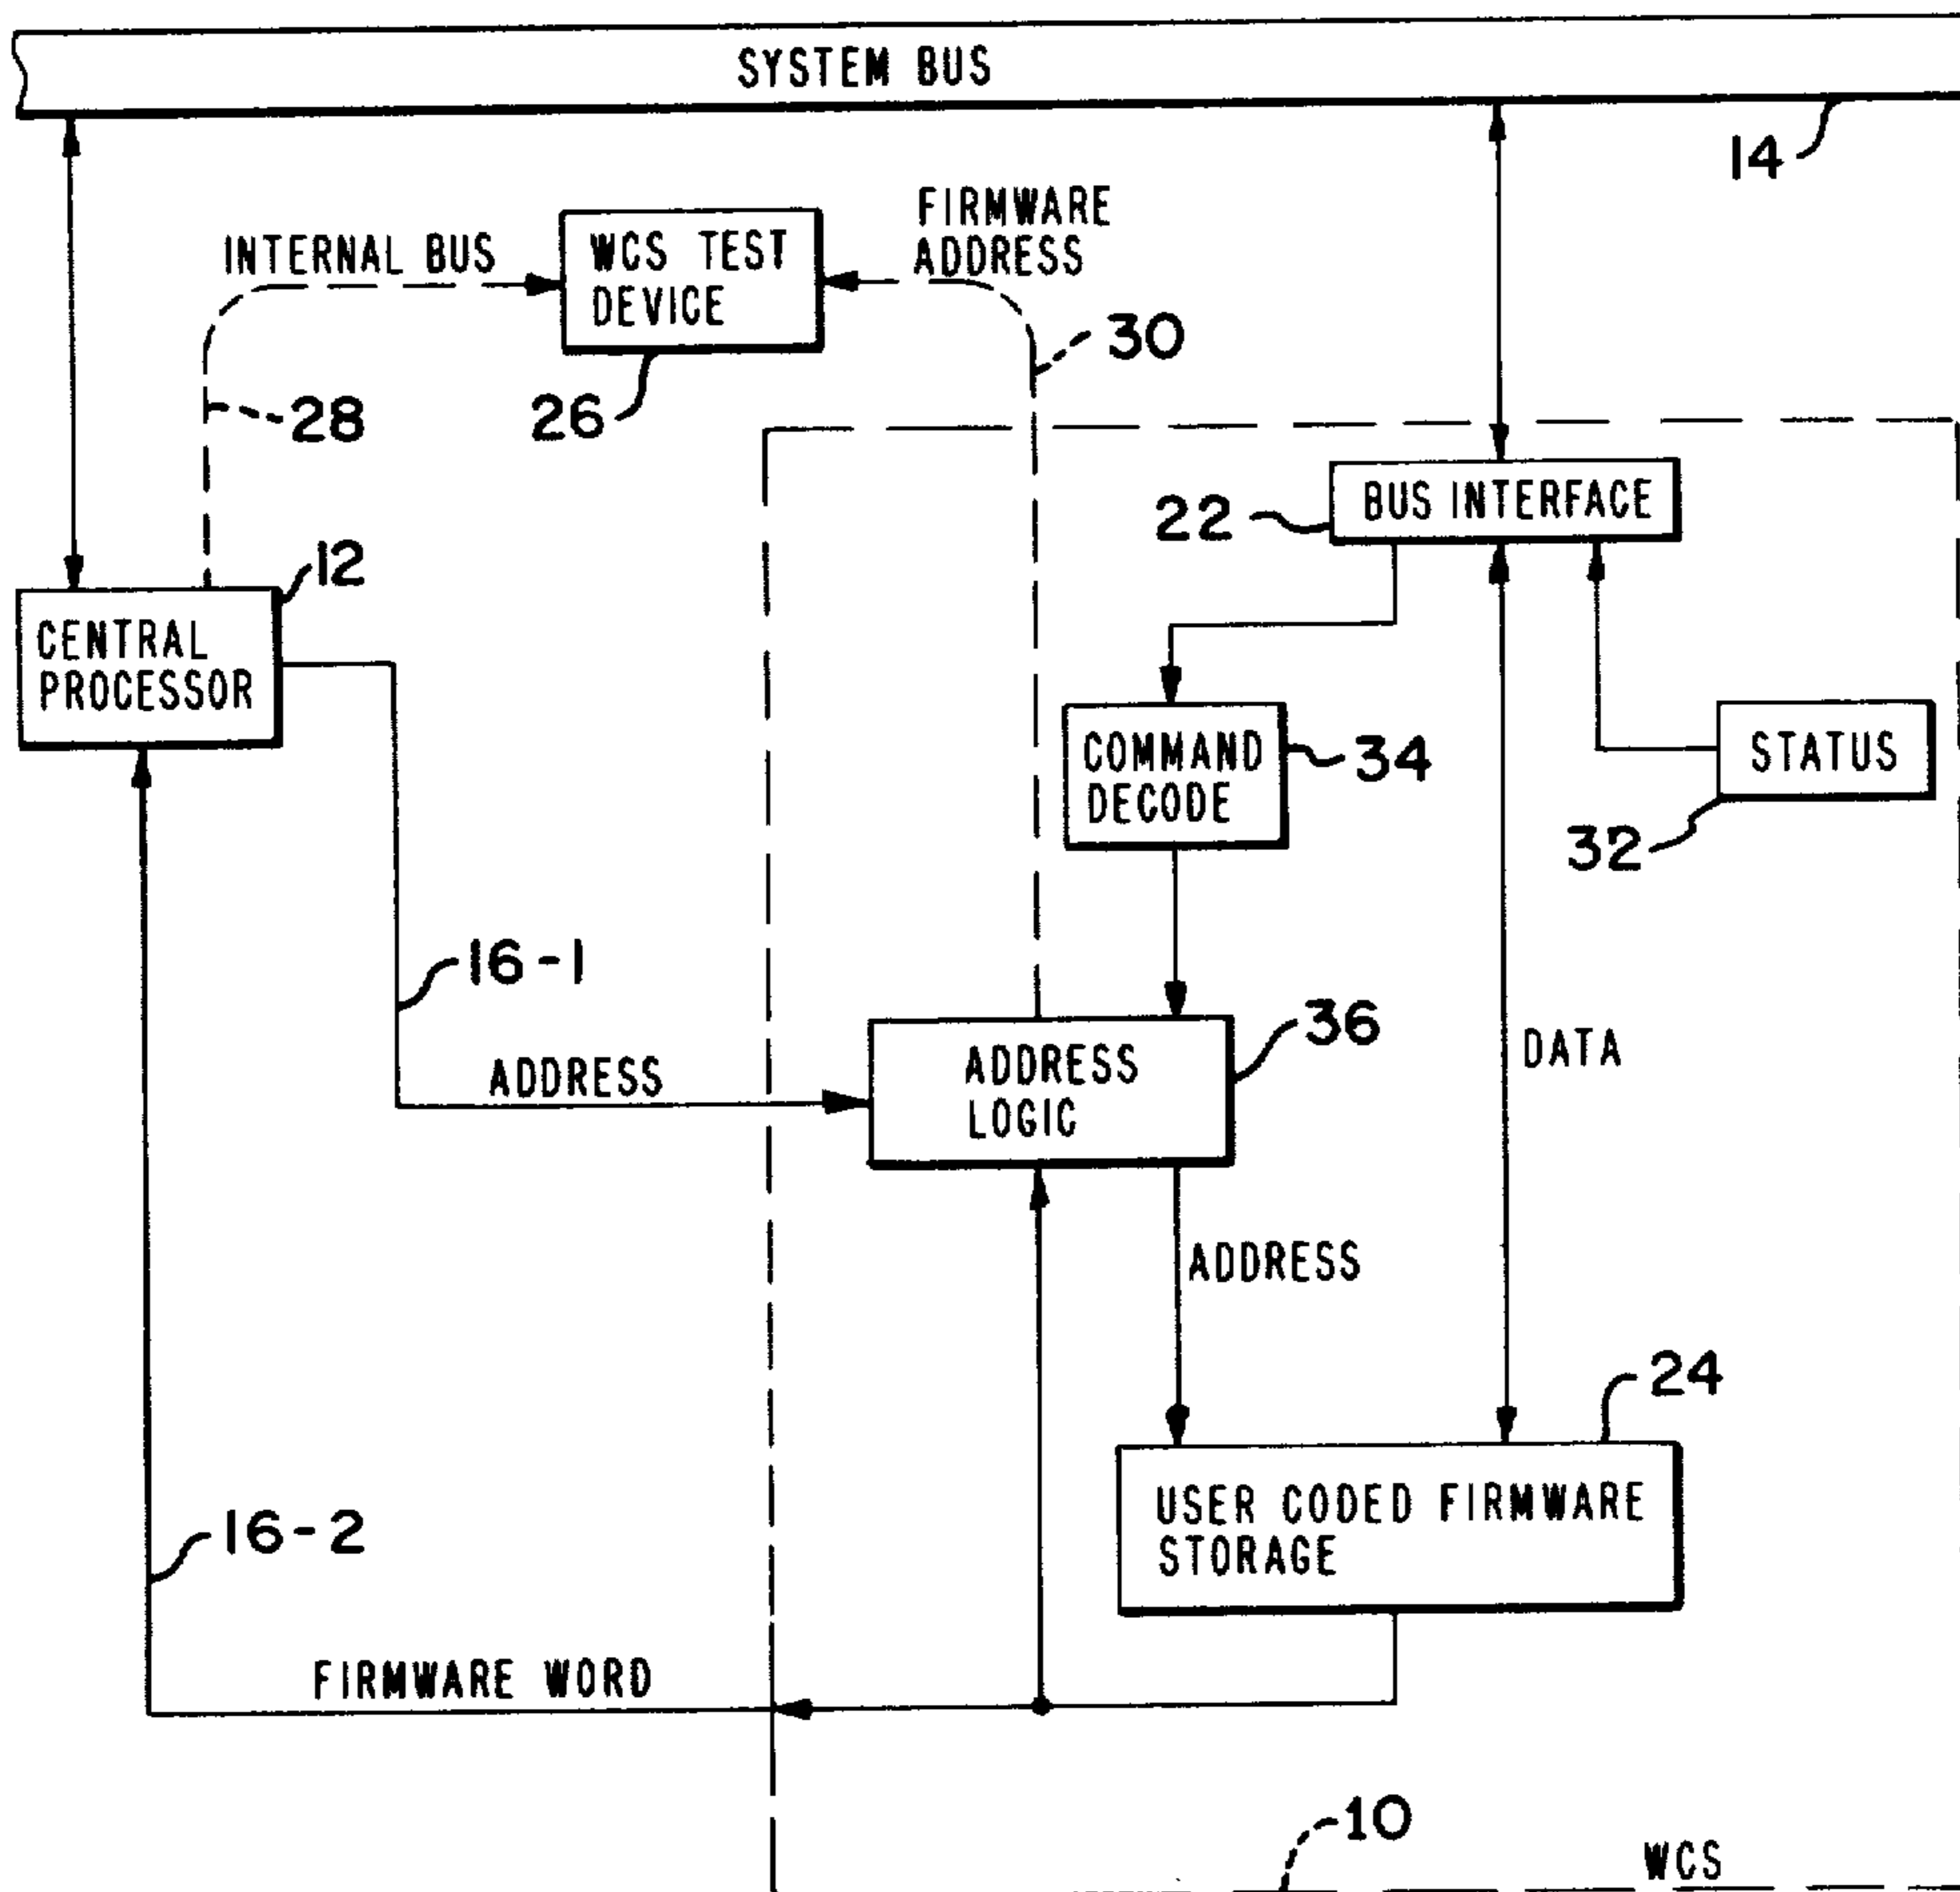 SYSTEM BUS
14
FIRMWARE
ADDRESS
INTERNAL BUS
WCS TEST
DEVICE
30
28
26
22
BUS INTERFACE
12
CENTRAL
PROCESSOR
COMMAND
DECODE
34
STATUS
32
16-1
36
ADDRESS
ADDRESS
LOGIC
DATA
ADDRESS
24
USER CODED FIRMWARE
STORAGE
16-2
FIRMWARE WORD
10
WCS